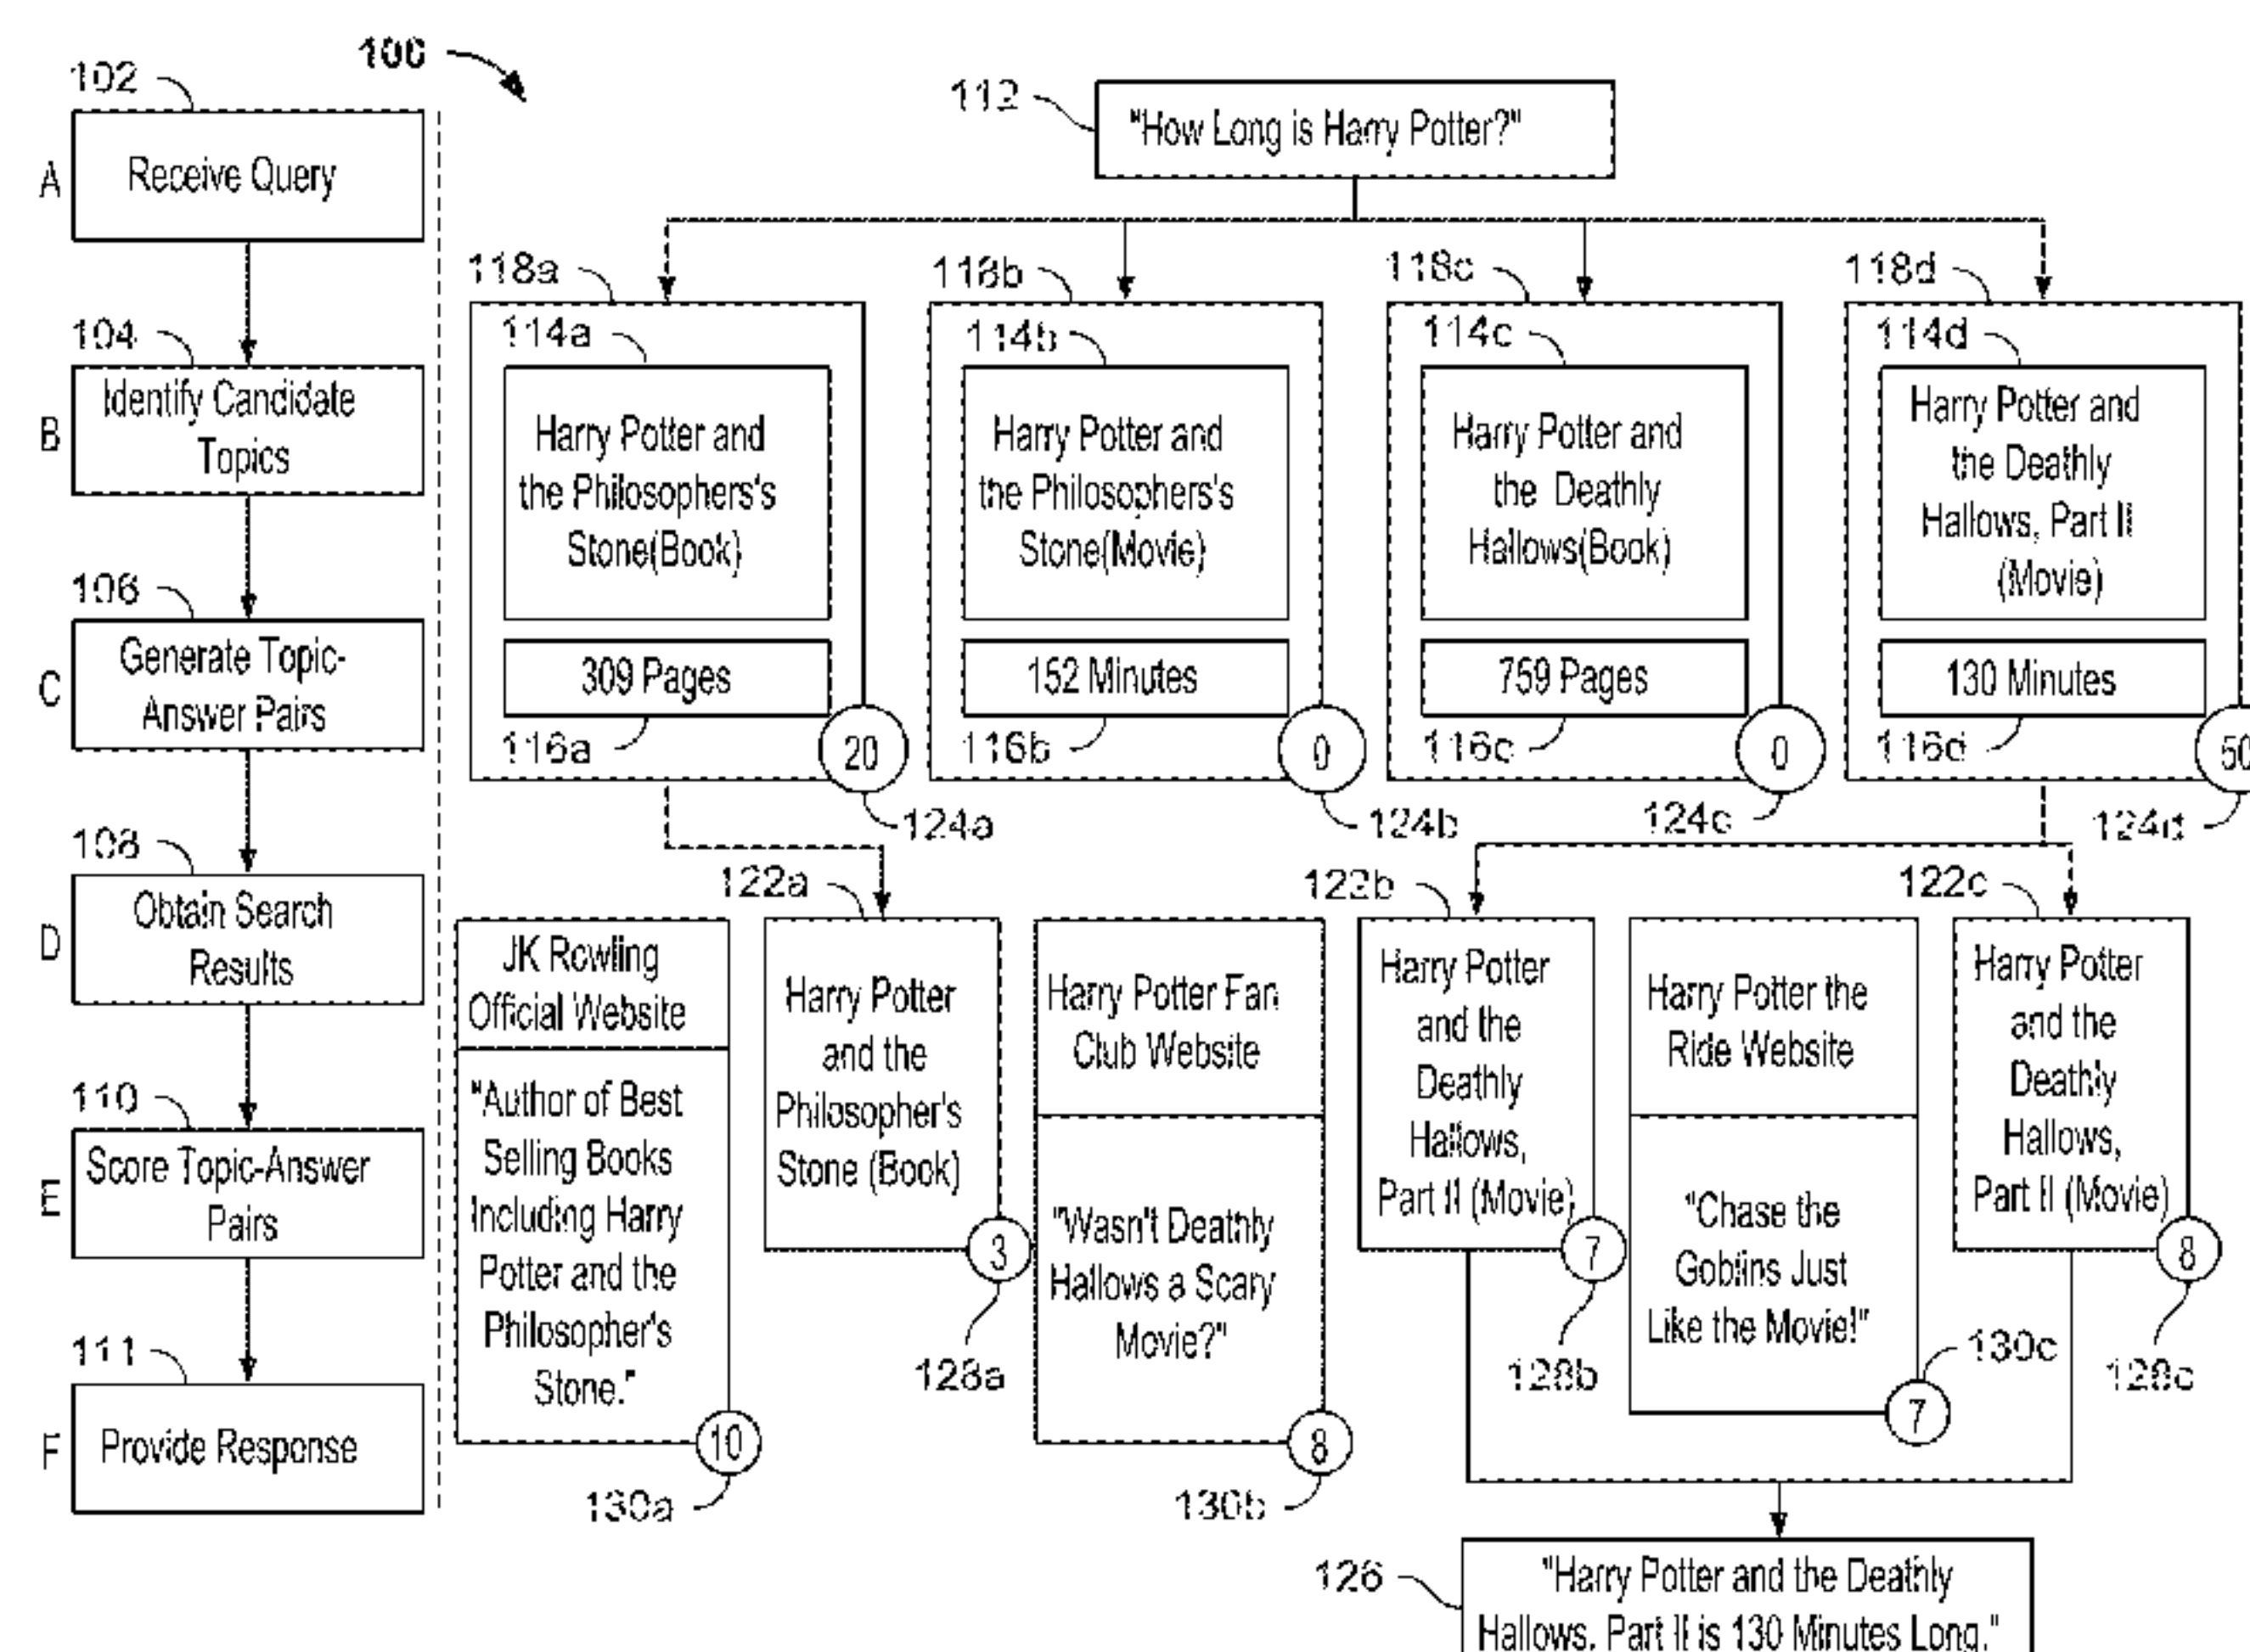 100
102
A
Receive Query
104
B
Identify Candidate
Topics
106
C
Generate Topic-
Answer Pairs
108
D
Obtain Search
Results
110
E
Score Topic-Answer
Pairs
111
F
Provide Response
112
"How Long is Harry Potter?"
118a
114a
Harry Potter and
the Philosophers's
Stone(Book)
309 Pages
116a
20
124a
118b
114b
Harry Potter and
the Philosophers's
Stone(Movie)
152 Minutes
116b
0
124b
118c
114c
Harry Potter and
the Deathly
Hallows(Book)
759 Pages
116c
0
124c
118d
114d
Harry Potter and
the Deathly
Hallows, Part II
(Movie)
130 Minutes
116d
50
124d
JK Rowling
Official Website
"Author of Best
Selling Books
Including Harry
Potter and the
Philosopher's
Stone."
10
130a
122a
Harry Potter
and the
Philosopher's
Stone (Book)
3
128a
Harry Potter Fan
Club Website
"Wasn't Deathly
Hallows a Scary
Movie?"
8
130b
122b
Harry Potter
and the
Deathly
Hallows,
Part II (Movie)
7
128b
Harry Potter the
Ride Website
"Chase the
Goblins Just
Like the Movie!"
7
130c
122c
Harry Potter
and the
Deathly
Hallows,
Part II (Movie)
8
128c
126
"Harry Potter and the Deathly
Hallows, Part II is 130 Minutes Long."